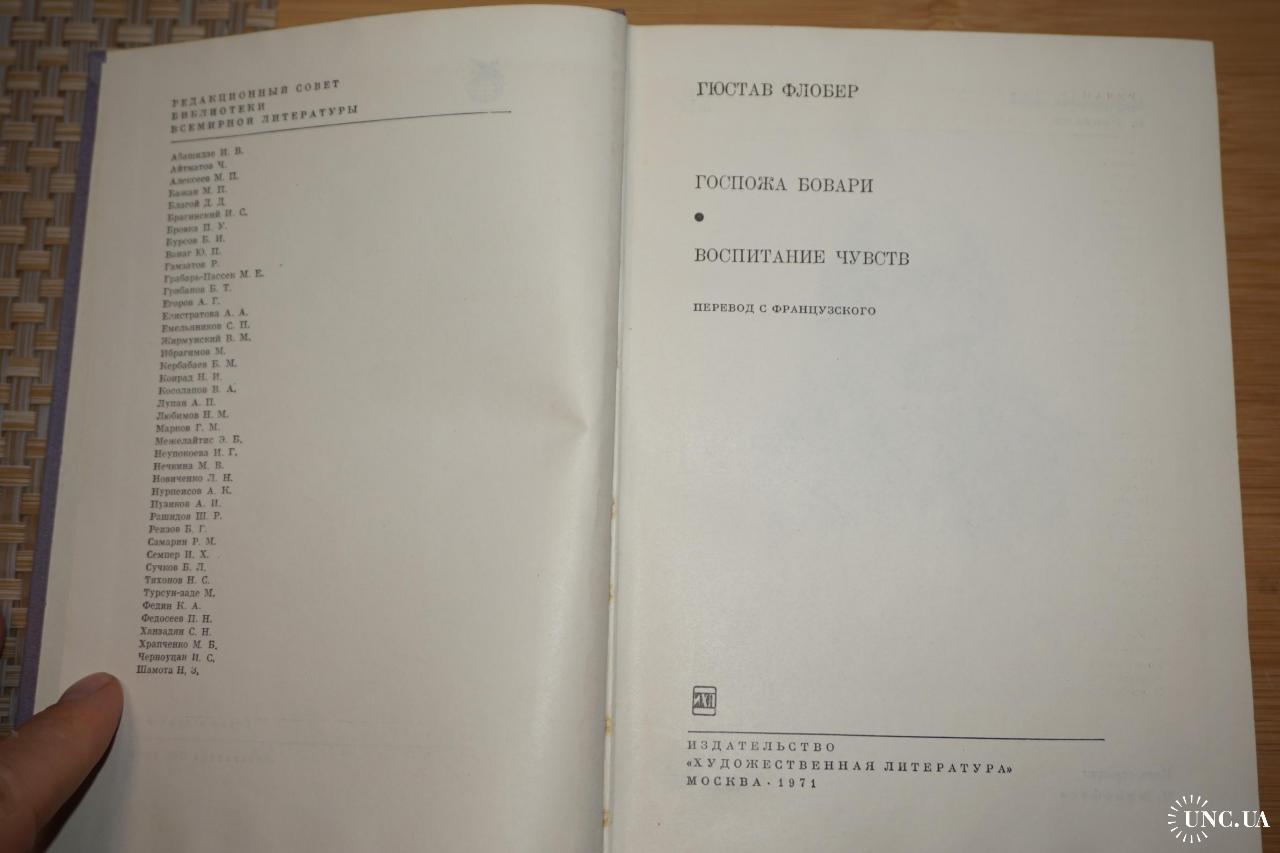 РЕДАКЦИОННЫЙ СОВЕТ
БИБЛИОТЕКИ
ВСЕМИРНОЙ ЛИТЕРАТУРЫ
Абашидзе И. В.
Айтматов Ч.
Алексеев М. П.
Бажан М. П.
Благой Д. Д.
Брагинский И. С.
Бровка П. У.
Бурсов Б. И.
Ванаг Ю. П.
Гамзатов Р.
Грабарь-Пассек М. Е.
Грибанов Б. Т.
Егоров А. Г.
Елистратова А. А.
Емельяников С. П.
Жирмунский В. М.
Ибрагимов М.
Кербабаев Б. М.
Конрад Н. И.
Косолапов В. А.
Лупан А. П.
Любимов Н. М.
Марков Г. М.
Межелайтис Э. Б.
Неупокоева И. Г.
Нечкина М. В.
Новиченко Л. Н.
Нурпеисов А. К.
Пузиков А. И.
Рашидов Ш. Р.
Реизов Б. Г.
Самарин Р. М.
Семпер И. Х.
Сучков Б. Л.
Тихонов Н. С.
Турсун-заде М.
Федин К. А.
Федосеев П. Н.
Ханзадян С. Н.
Храпченко М. Б.
Черноуцан И. С.
Шамота Н. З.
ГЮСТАВ ФЛОБЕР
ГОСПОЖА БОВАРИ
•
ВОСПИТАНИЕ ЧУВСТВ
ПЕРЕВОД С ФРАНЦУЗСКОГО
ИЗДАТЕЛЬСТВО
«ХУДОЖЕСТВЕННАЯ ЛИТЕРАТУРА»
МОСКВА · 1971
UNC.UA